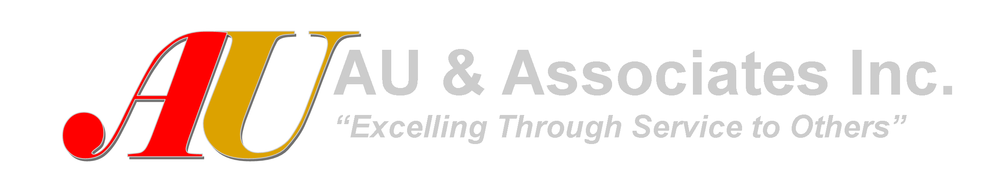 AU
AU & Associates Inc.
“Excelling Through Service to Others”